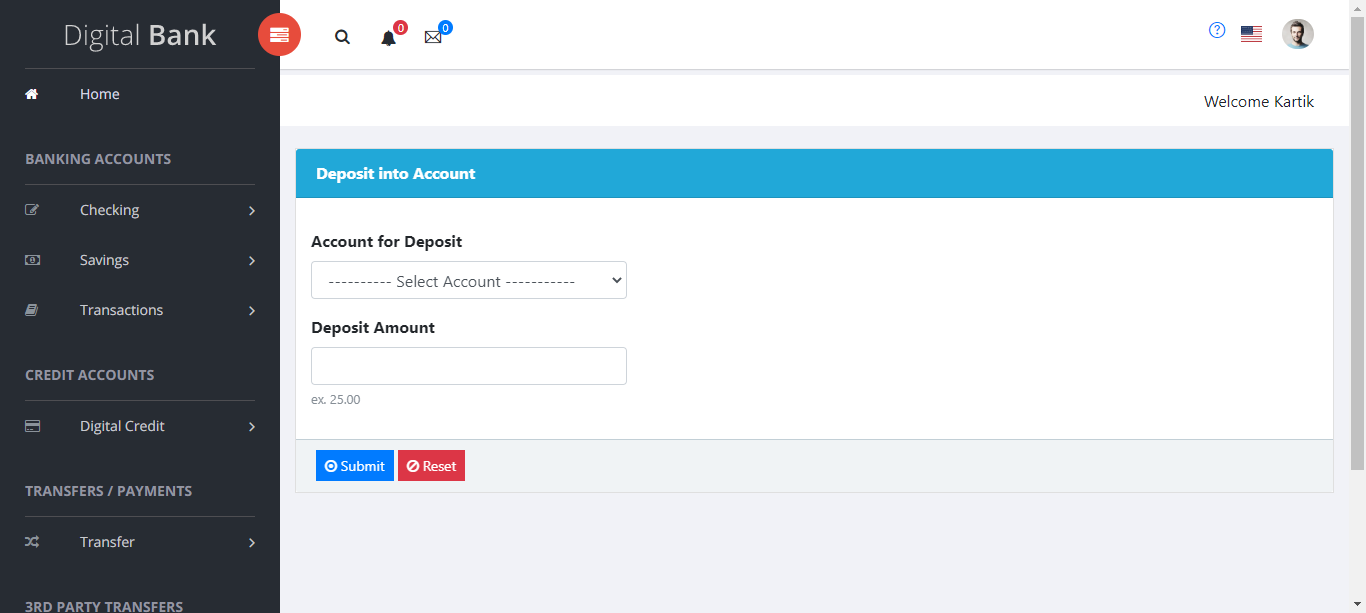 Digital Bank
0
0
Home
Welcome Kartik
BANKING ACCOUNTS
Checking
Savings
Transactions
CREDIT ACCOUNTS
Digital Credit
TRANSFERS / PAYMENTS
Transfer
3RD PARTY TRANSFERS
Deposit into Account
Account for Deposit
---------- Select Account -----------
Deposit Amount
ex. 25.00
Submit
Reset